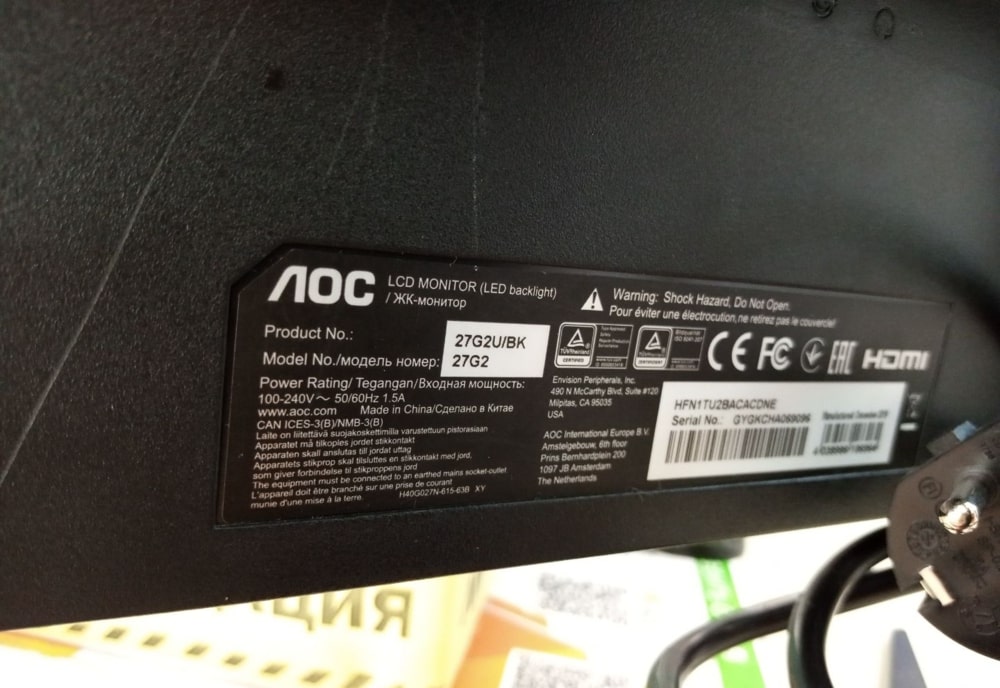 AOC
LCD MONITOR (LED backlight)
/ ЖК-монитор
Warning: Shock Hazard, Do Not Open.
Pour éviter une électrocution,ne retirez pas le couvercle!
Product No.:
27G2U/BK
Model No./модель номер:
27G2
Power Rating/ Tegangan/Входная мощность:
100-240V～ 50/60Hz 1.5A
www.aoc.com Made in China/Сделано в Китае
CAN ICES-3(B)/NMB-3(B)
Laite on liitettävä suojakoskettimilla varustettuun pistorasiaan
Apparatet må tilkoples jordet stikkontakt
Apparaten skall anslutas till jordat uttag
Apparatets stikprop skal tilsluttes en stikkontakt med jord,
som giver forbindelse til stikproppens jord
The equipment must be connected to an earthed mains socket-outlet
L'appareil doit être branché sur une prise de courant
munie d'une mise à la terre.
H40G027N-615-63B XY
TÜVRheinland
CERTIFIED
TÜVRheinland
CE FC EAC HDMI
Envision Peripherals, Inc.
490 N McCarthy Blvd, Suite #120
Milpitas, CA 95035
USA
AOC International Europe B.V.
Amstelgebouw, 6th floor
Prins Bernhardplein 200
1097 JB Amsterdam
The Netherlands
HFN1TU2BACACDNE
Serial No.: GYGKCHA069096